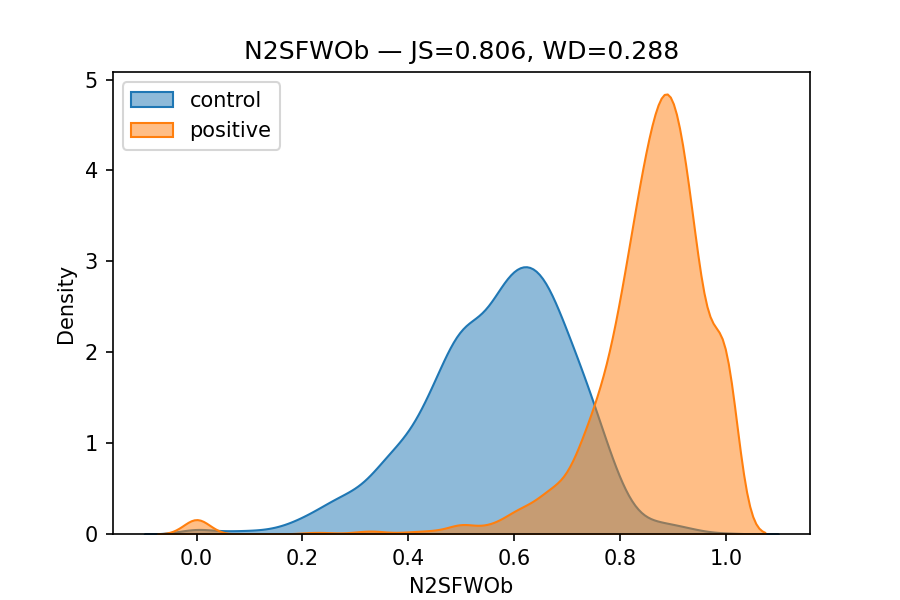 N2SFWOb — JS=0.806, WD=0.288
control
positive
Density
5
4
3
2
1
0
0.0 0.2 0.4 0.6 0.8 1.0
N2SFWOb